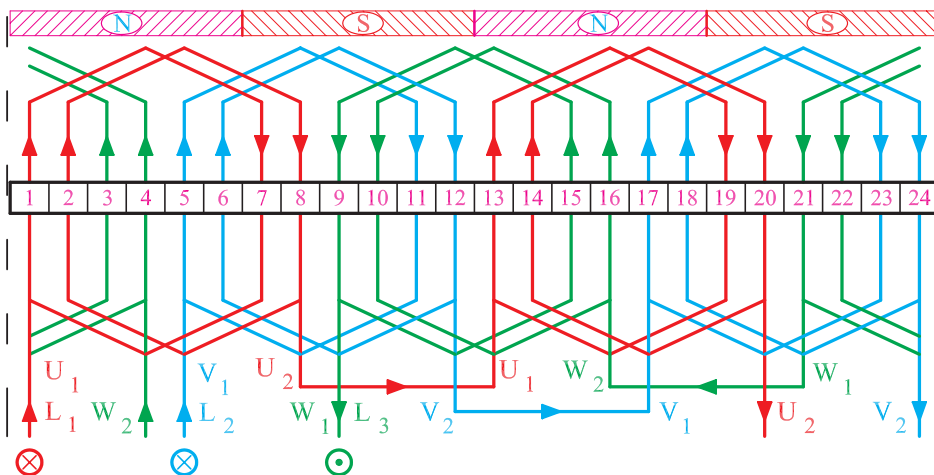 N S N S
1 2 3 4 5 6 7 8 9 10 11 12 13 14 15 16 17 18 19 20 21 22 23 24
U1 V1 U2 U1 W2 W1
L1 W2 L2 W1 L3 V2 V1 U2 V2